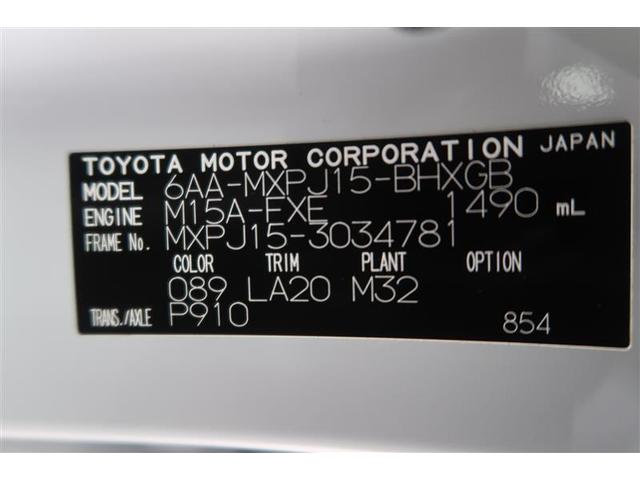 TOYOTA MOTOR CORPORATION JAPAN
MODEL 6AA-MXPJ15-BHXGB
ENGINE M15A-FXE 1490 mL
FRAME No. MXPJ15-3034781
COLOR TRIM PLANT OPTION
089 LA20 M32
TRANS./AXLE P910 854